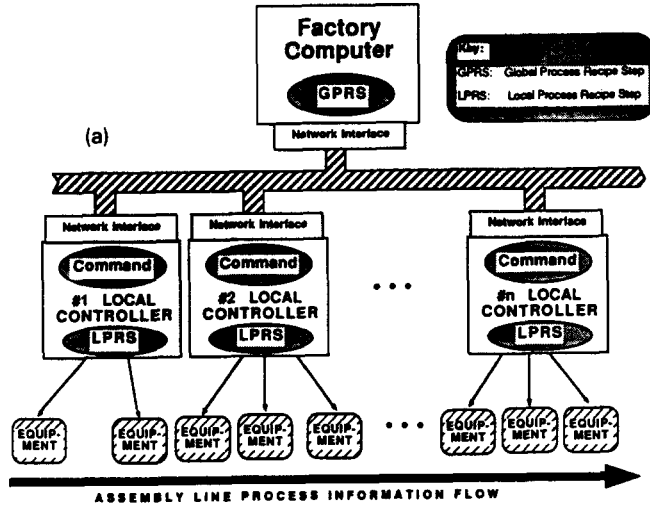 Factory
Computer
GPRS
Network Interface
Key:
GPRS: Global Process Recipe Step
LPRS: Local Process Recipe Step
(a)
Network Interface
Command
#1 LOCAL
CONTROLLER
LPRS
Network Interface
Command
#2 LOCAL
CONTROLLER
LPRS
• • •
Network Interface
Command
#n LOCAL
CONTROLLER
LPRS
EQUIP-
MENT
EQUIP-
MENT
EQUIP-
MENT
EQUIP-
MENT
EQUIP-
MENT
• • •
EQUIP-
MENT
EQUIP-
MENT
EQUIP-
MENT
ASSEMBLY LINE PROCESS INFORMATION FLOW